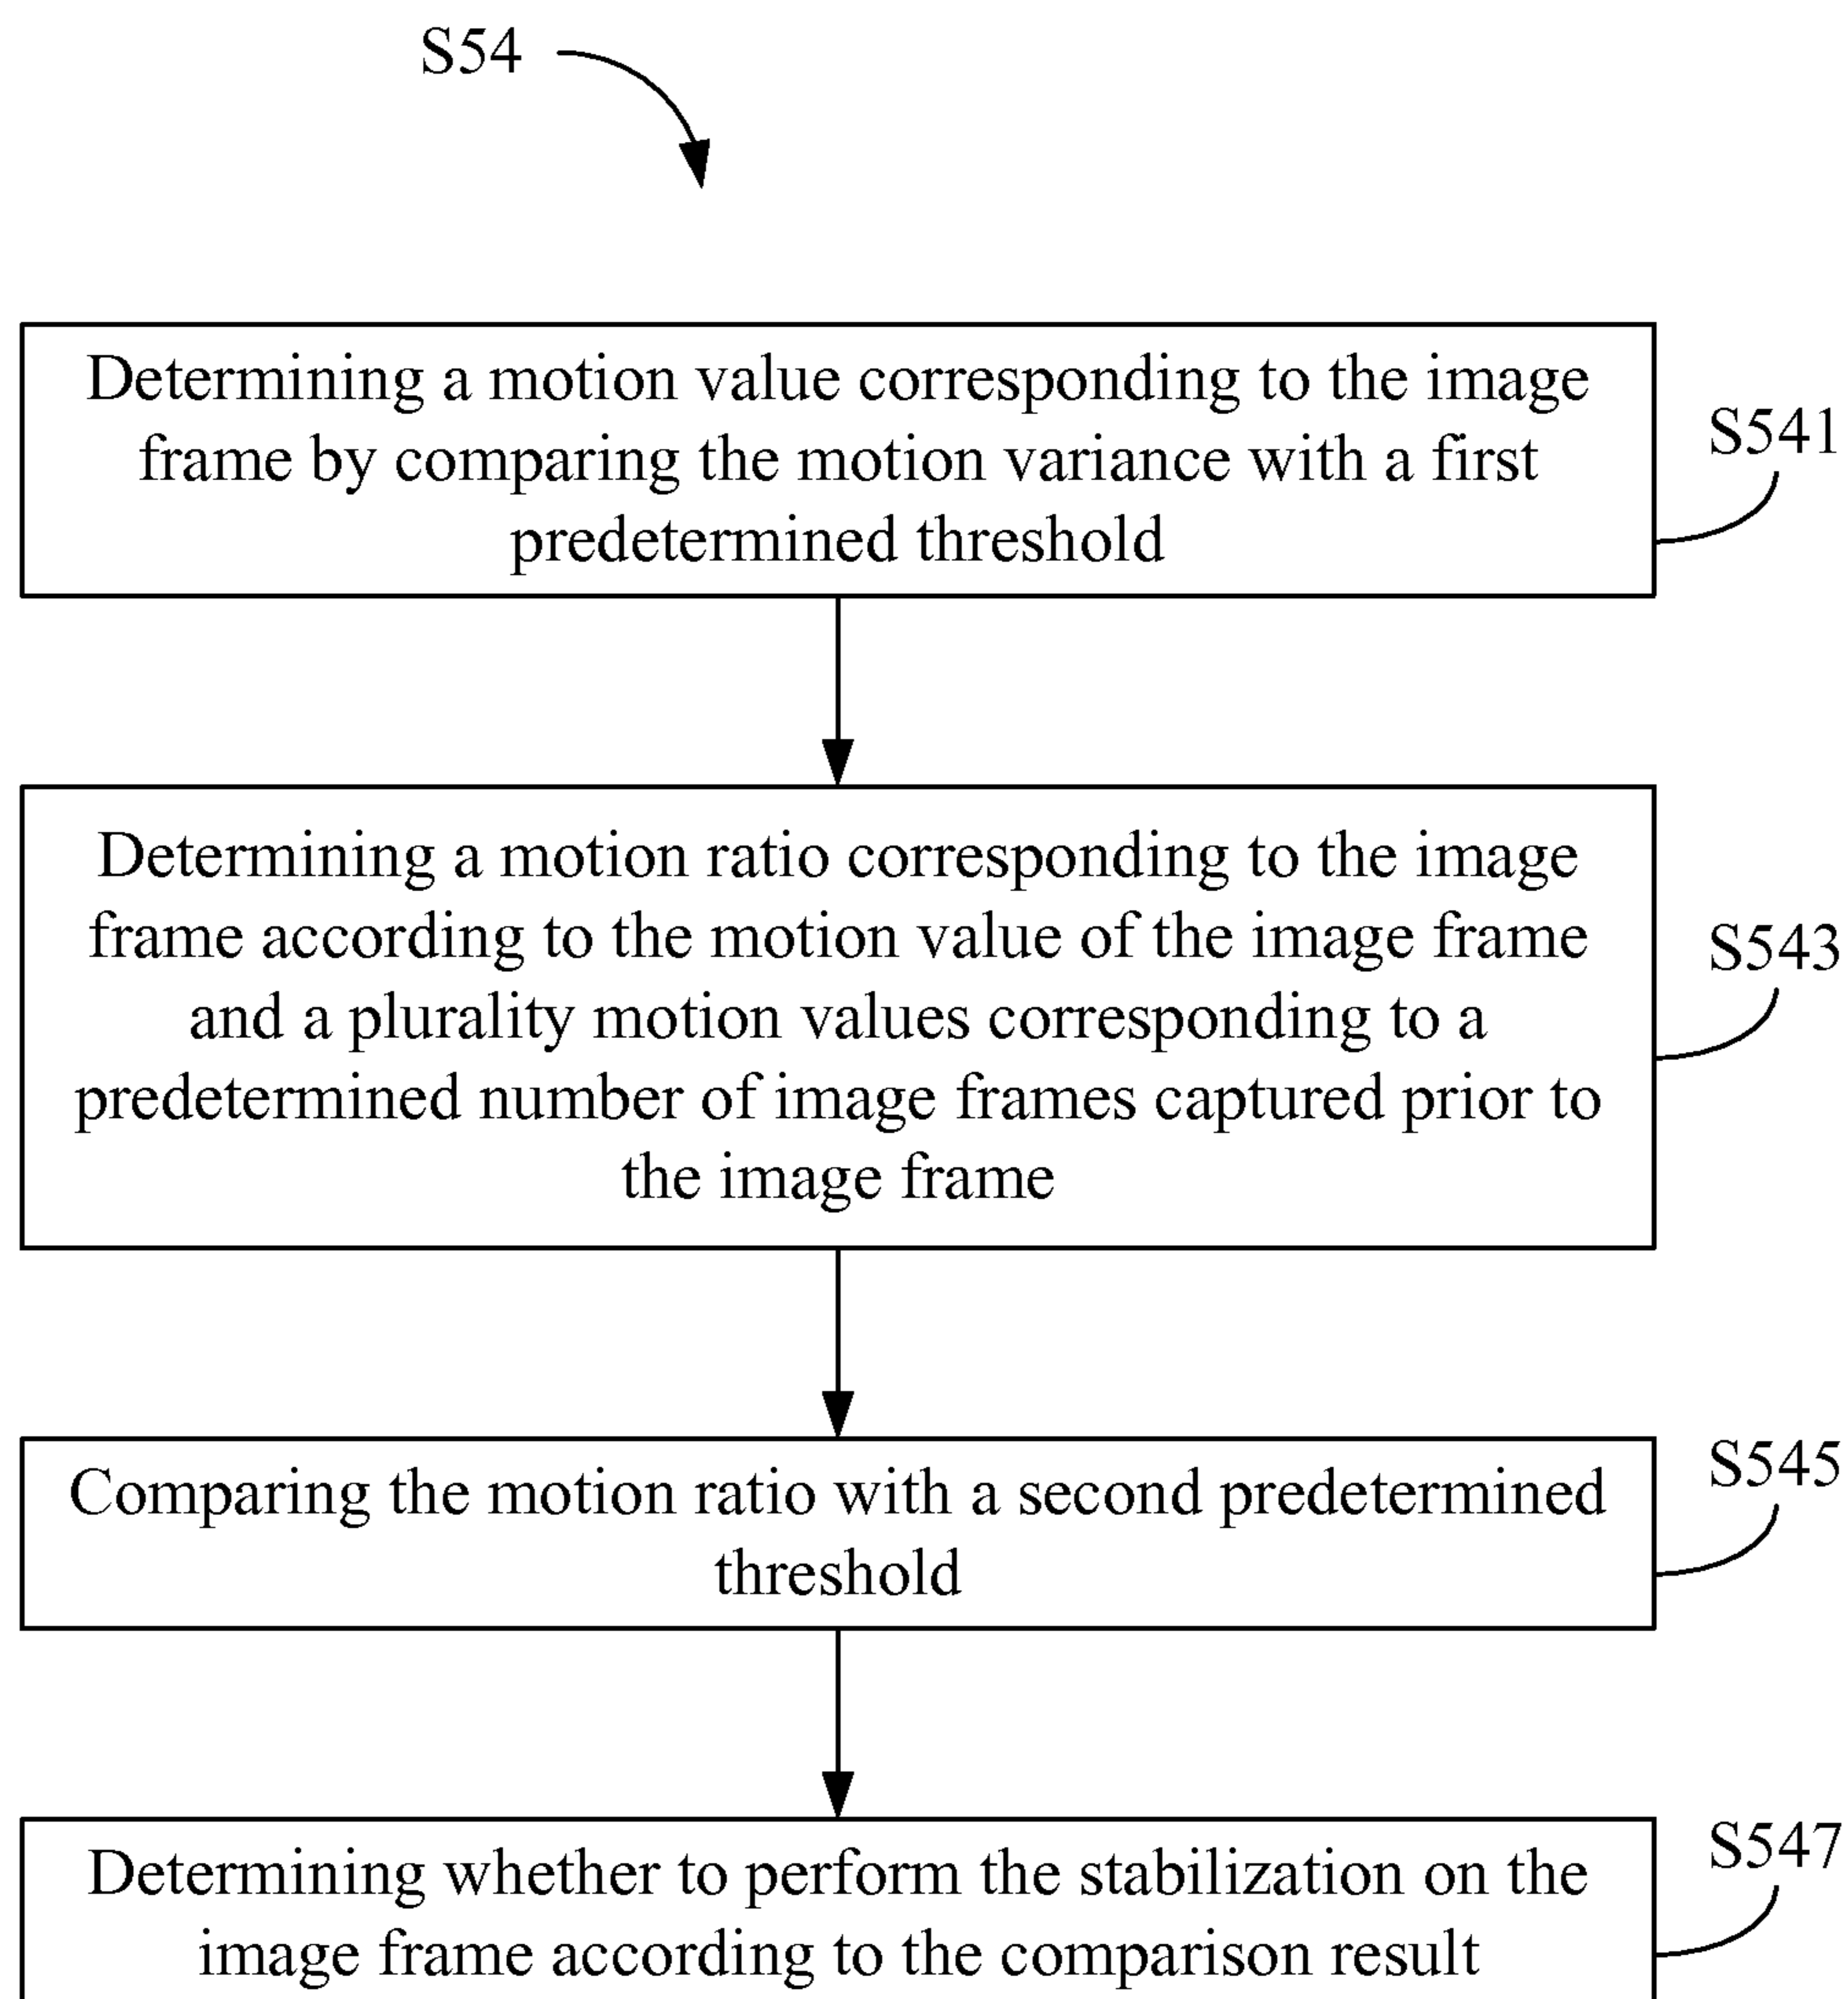 S54
Determining a motion value corresponding to the image
frame by comparing the motion variance with a first
predetermined threshold
S541
Determining a motion ratio corresponding to the image
frame according to the motion value of the image frame
and a plurality motion values corresponding to a
predetermined number of image frames captured prior to
the image frame
S543
Comparing the motion ratio with a second predetermined
threshold
S545
Determining whether to perform the stabilization on the
image frame according to the comparison result
S547